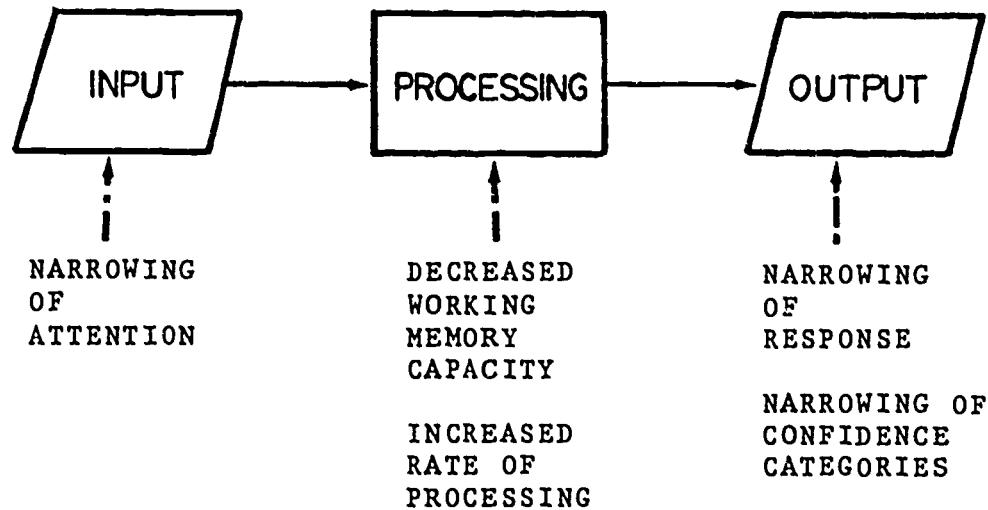 INPUT
PROCESSING
OUTPUT
NARROWING
OF
ATTENTION
DECREASED
WORKING
MEMORY
CAPACITY
INCREASED
RATE OF
PROCESSING
NARROWING
OF
RESPONSE
NARROWING OF
CONFIDENCE
CATEGORIES